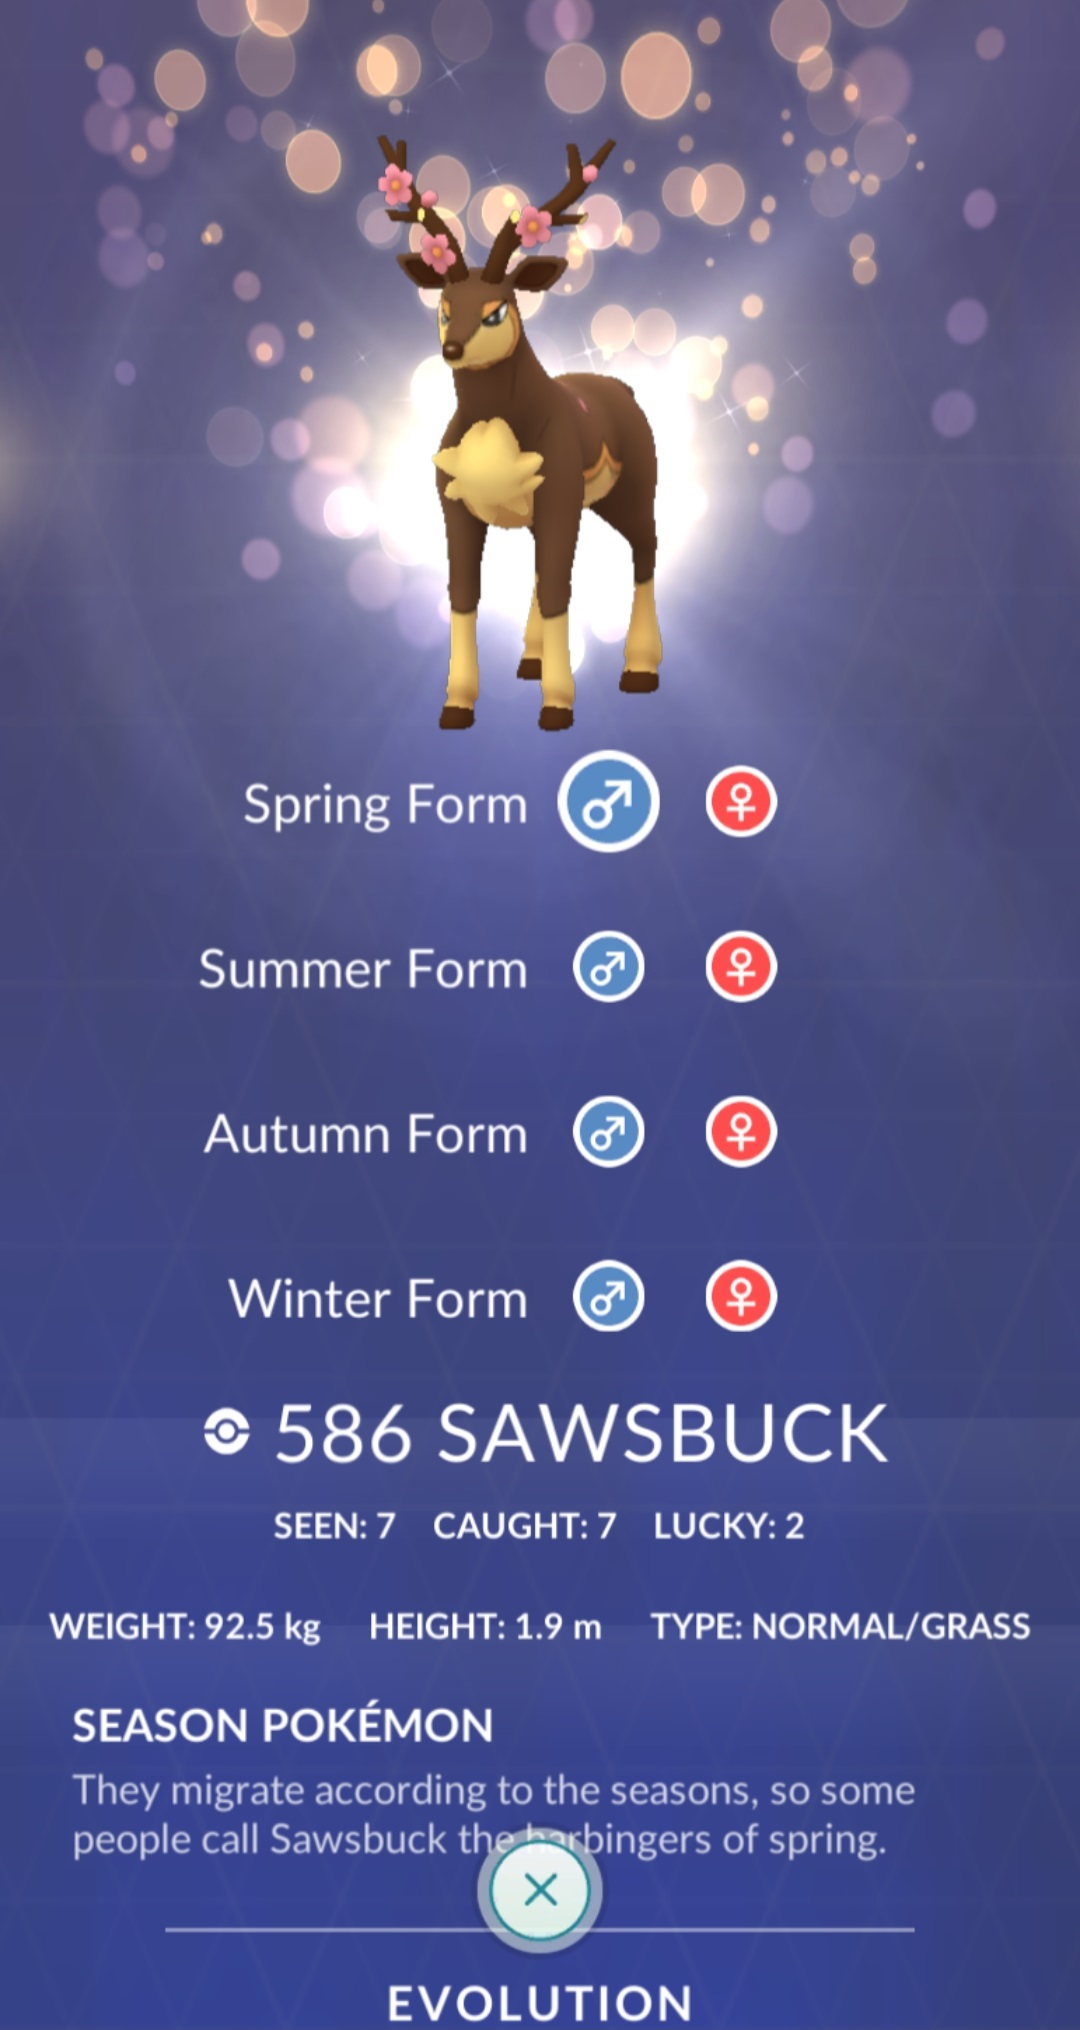 Spring Form
Summer Form
Autumn Form
Winter Form
586 SAWSBUCK
SEEN: 7 CAUGHT: 7 LUCKY: 2
WEIGHT: 92.5 kg HEIGHT: 1.9 m TYPE: NORMAL/GRASS
SEASON POKÉMON
They migrate according to the seasons, so some
people call Sawsbuck the harbingers of spring.
EVOLUTION